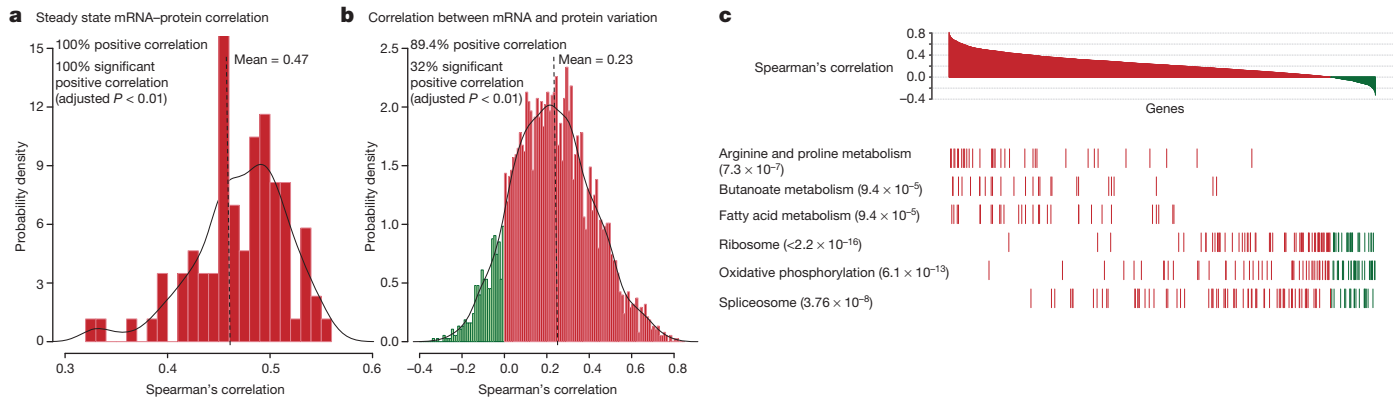 a Steady state mRNA–protein correlation
100% positive correlation
100% significant
positive correlation
(adjusted P < 0.01)
Mean = 0.47
Probability density
15
12
9
6
3
0
0.3 0.4 0.5 0.6
Spearman's correlation
b Correlation between mRNA and protein variation
89.4% positive correlation
32% significant
positive correlation
(adjusted P < 0.01)
Mean = 0.23
Probability density
2.5
2.0
1.5
1.0
0.5
0.0
−0.4 −0.2 0.0 0.2 0.4 0.6 0.8
Spearman's correlation
c
Spearman's correlation
0.8
0.4
0.0
−0.4
Genes
Arginine and proline metabolism
(7.3 × 10⁻⁷)
Butanoate metabolism (9.4 × 10⁻⁵)
Fatty acid metabolism (9.4 × 10⁻⁵)
Ribosome (<2.2 × 10⁻¹⁶)
Oxidative phosphorylation (6.1 × 10⁻¹³)
Spliceosome (3.76 × 10⁻⁸)